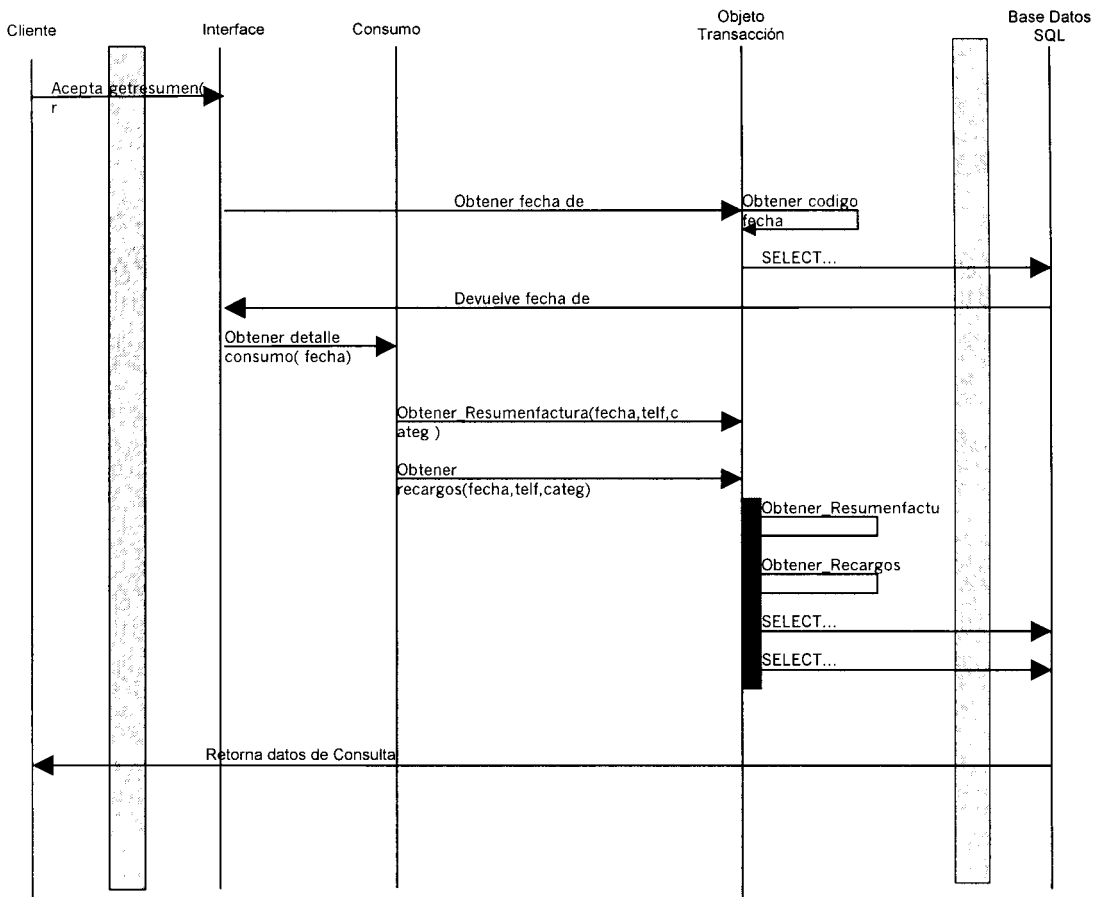 Cliente
Interface
Consumo
Objeto
Transacción
Base Datos
SQL
Acepta getresumen(
r
Obtener fecha de
Obtener codigo
fecha
SELECT...
Devuelve fecha de
Obtener detalle
consumo( fecha)
Obtener_Resumenfactura(fecha,telf,c
ateg )
Obtener
recargos(fecha,telf,categ)
Obtener_Resumenfactu
Obtener_Recargos
SELECT...
SELECT...
Retorna datos de Consulta